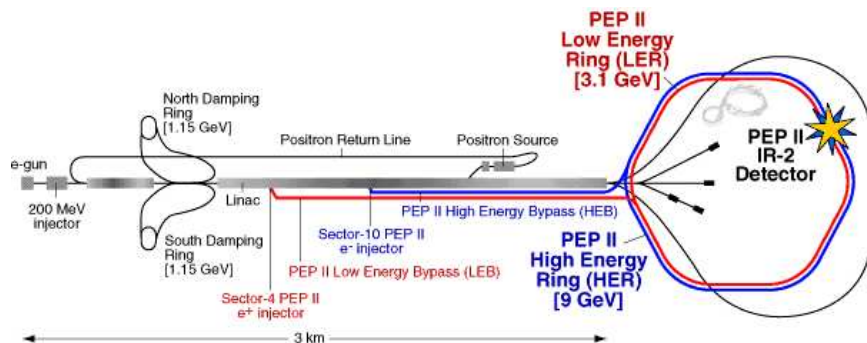 PEP II
Low Energy
Ring (LER)
[3.1 GeV]
North Damping
Ring
[1.15 GeV]
Positron Return Line
Positron Source
e-gun
200 MeV
injector
Linac
PEP II
IR-2
Detector
PEP II High Energy Bypass (HEB)
Sector-10 PEP II
e⁻ injector
South Damping
Ring
[1.15 GeV]
PEP II Low Energy Bypass (LEB)
Sector-4 PEP II
e⁺ injector
PEP II
High Energy
Ring (HER)
[9 GeV]
3 km